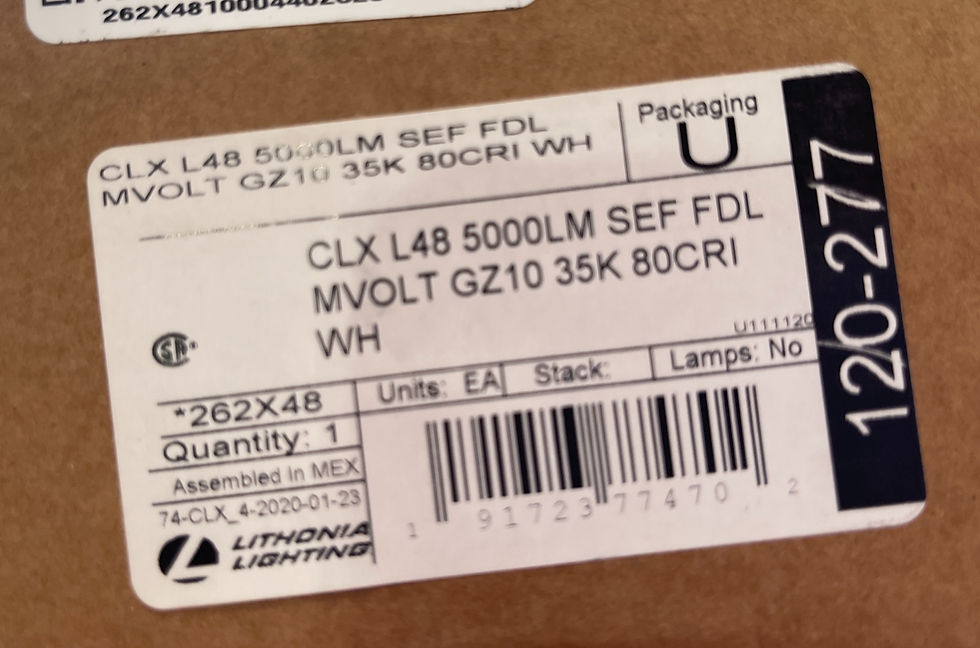 CLX L48 5000LM SEF FDL
MVOLT GZ10 35K 80CRI WH
Packaging
U
120-277
CLX L48 5000LM SEF FDL
MVOLT GZ10 35K 80CRI
WH
U111120
SA
*262X48
Units: EA
Stack:
Lamps: No
Quantity: 1
Assembled In MEX
74-CLX_4-2020-01-23
LITHONIA
LIGHTING
1 91723 77470 2